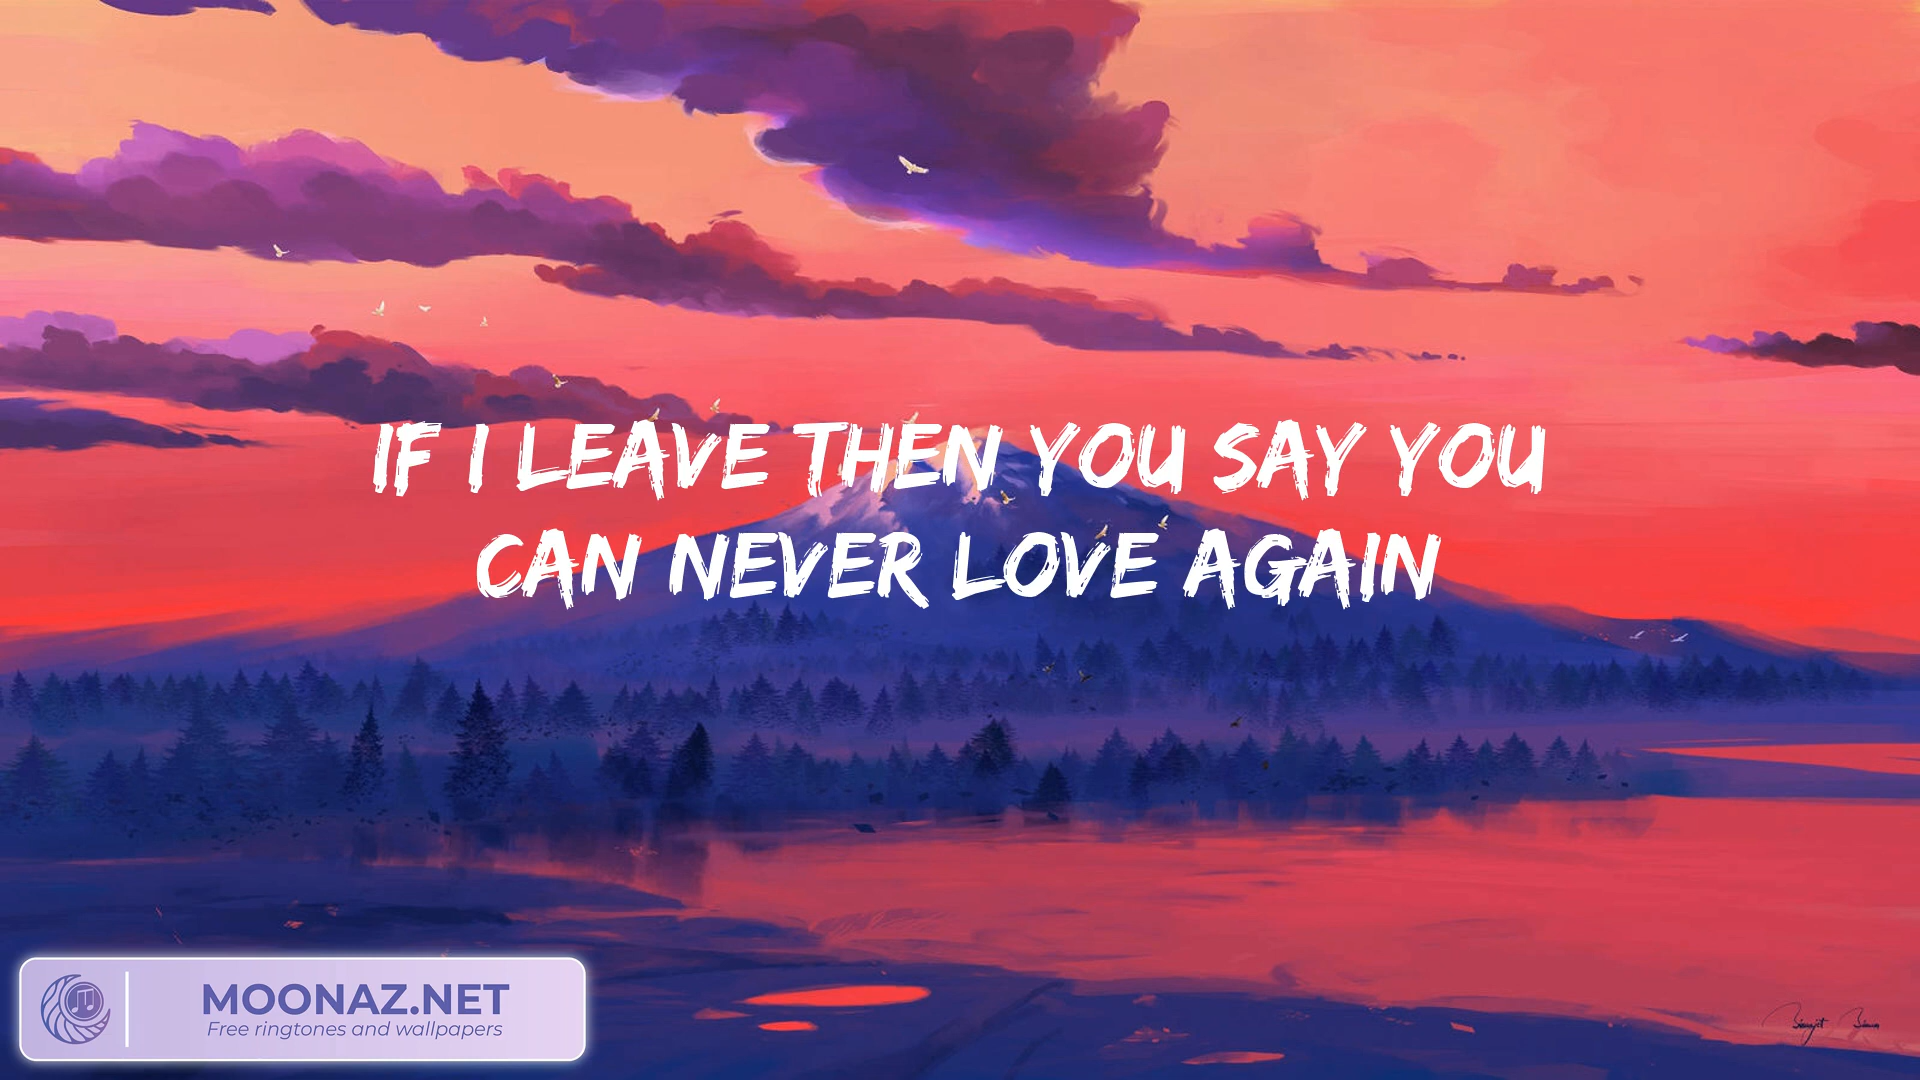 IF I LEAVE THEN YOU SAY YOU
CAN NEVER LOVE AGAIN
MOONAZ.NET
Free ringtones and wallpapers